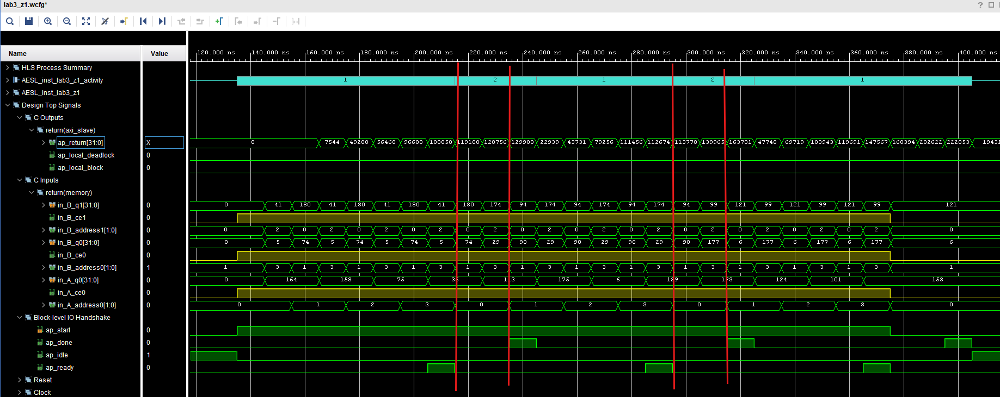 lab3_z1.wcfg*
?
Name Value
120.000 ns 140.000 ns 160.000 ns 180.000 ns 200.000 ns 220.000 ns 240.000 ns 260.000 ns 280.000 ns 300.000 ns 320.000 ns 340.000 ns 360.000 ns 380.000 ns 400.000 ns
HLS Process Summary
AESL_inst_lab3_z1_activity 1 2 1 2 1
AESL_inst_lab3_z1
Design Top Signals
C Outputs
return(axi_slave)
ap_return[31:0] X 0 7544 49200 56468 96600 100050 119100 120756 129900 22939 43731 79256 111456 112674 113778 139965 163701 47748 69719 103943 119691 147567 160394 202622 222053 19431
ap_local_deadlock 0
ap_local_block 0
C Inputs
return(memory)
in_B_q1[31:0] 0 0 41 180 41 180 41 180 41 180 174 94 174 94 174 94 174 94 99 121 99 121 99 121 99 121
in_B_ce1 0
in_B_address1[1:0] 0 0 2 0 2 0 2 0 2 0 2 0 2 0 2 0 2 0 2 0 2 0 2 0 2 0
in_B_q0[31:0] 0 0 5 74 5 74 5 74 5 74 29 90 29 90 29 90 29 90 177 6 177 6 177 6 177 6
in_B_ce0 0
in_B_address0[1:0] 1 1 3 1 3 1 3 1 3 1 3 1 3 1 3 1 3 1 3 1 3 1 3 1 3 1
in_A_q0[31:0] 0 0 164 158 75 36 113 175 6 129 173 124 101 153
in_A_ce0 0
in_A_address0[1:0] 0 0 1 2 3 0 1 2 3 0 1 2 3 0
Block-level IO Handshake
ap_start 0
ap_done 0
ap_idle 1
ap_ready 0
Reset
Clock